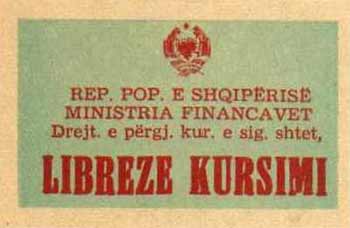 REP. POP. E SHQIPËRISË
MINISTRIA FINANCAVET
Drejt. e përgj. kur. e sig. shtet,
LIBREZE KURSIMI